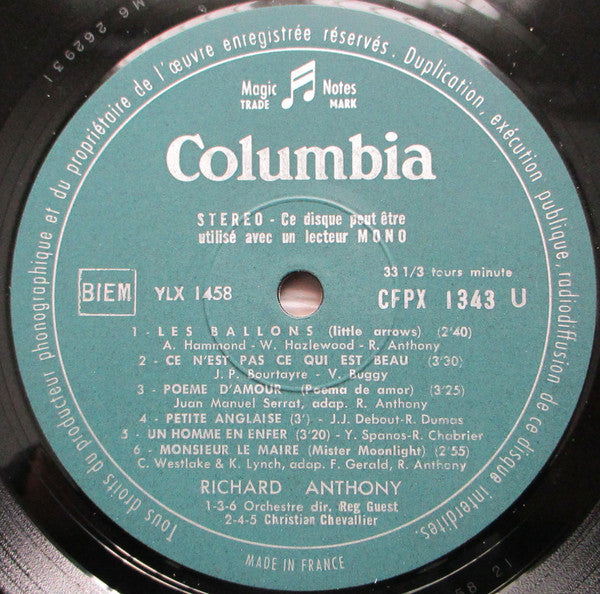 Tous droits du producteur phonographique et du propriétaire de l'œuvre enregistrée réservés. Duplication, exécution publique, radiodiffusion de ce disque interdites.
Magic Notes
TRADE MARK
Columbia
STEREO - Ce disque peut être
utilisé avec un lecteur MONO
33 1/3 tours minute
BIEM YLX 1458 CFPX 1343 U
1 - LES BALLONS (little arrows) (2'40)
A. Hammond - W. Hazlewood - R. Anthony
2 - CE N'EST PAS CE QUI EST BEAU (3'30)
J. P. Bourtayre - V. Buggy
3 - POEME D'AMOUR (Poema de amor) (3'25)
Juan Manuel Serrat, adap. R. Anthony
4 - PETITE ANGLAISE (3') - J.J. Debout-R. Dumas
5 - UN HOMME EN ENFER (3'20) - Y. Spanos-R. Chabrier
6 - MONSIEUR LE MAIRE (Mister Moonlight) (2'55)
C. Westlake & K. Lynch, adap. F. Gerald, R. Anthony
RICHARD ANTHONY
1-3-6 Orchestre dir. Reg Guest
2-4-5 Christian Chevallier
MADE IN FRANCE